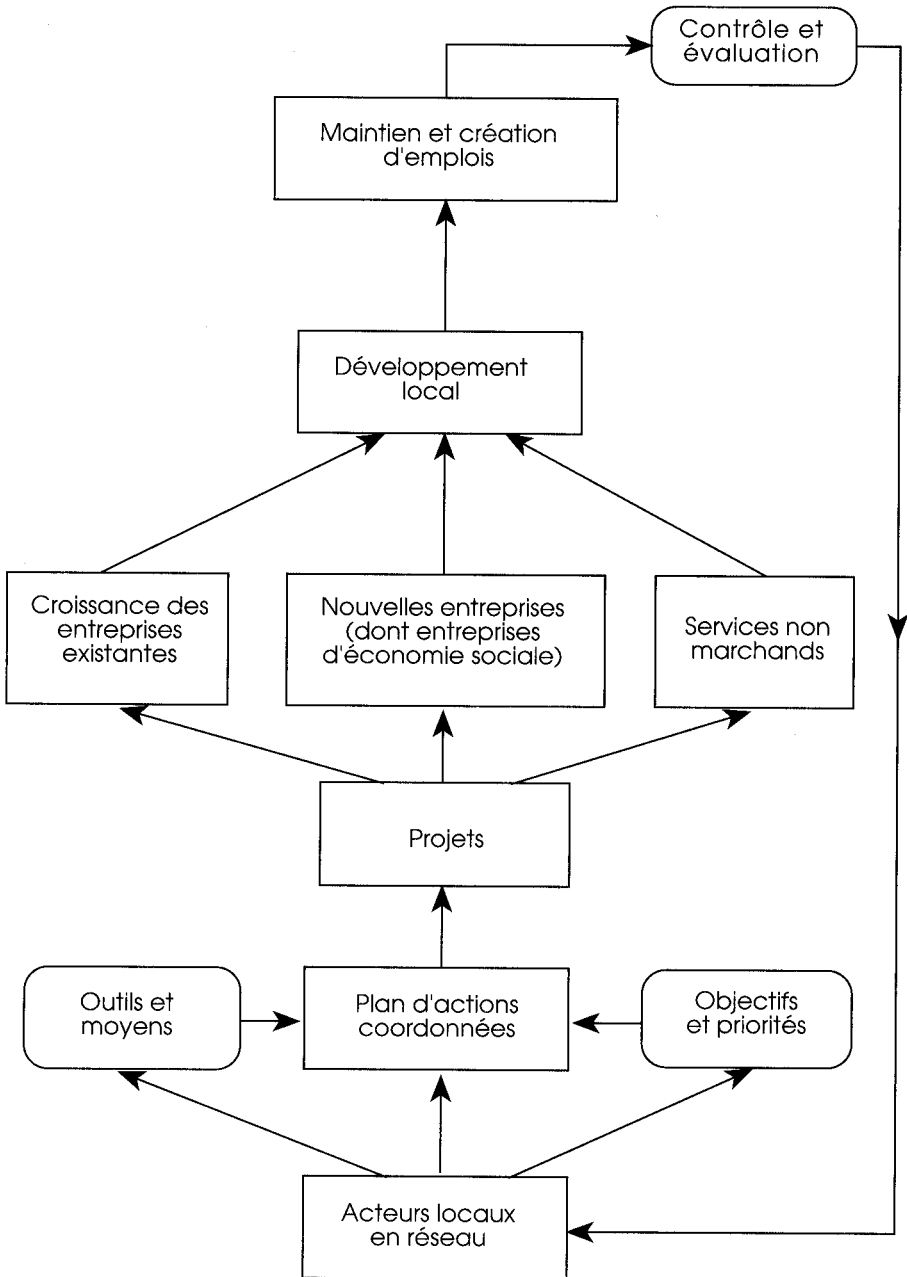 Contrôle et
évaluation
Maintien et création
d'emplois
Développement
local
Croissance des
entreprises
existantes
Nouvelles entreprises
(dont entreprises
d'économie sociale)
Services non
marchands
Projets
Outils et
moyens
Plan d'actions
coordonnées
Objectifs
et priorités
Acteurs locaux
en réseau